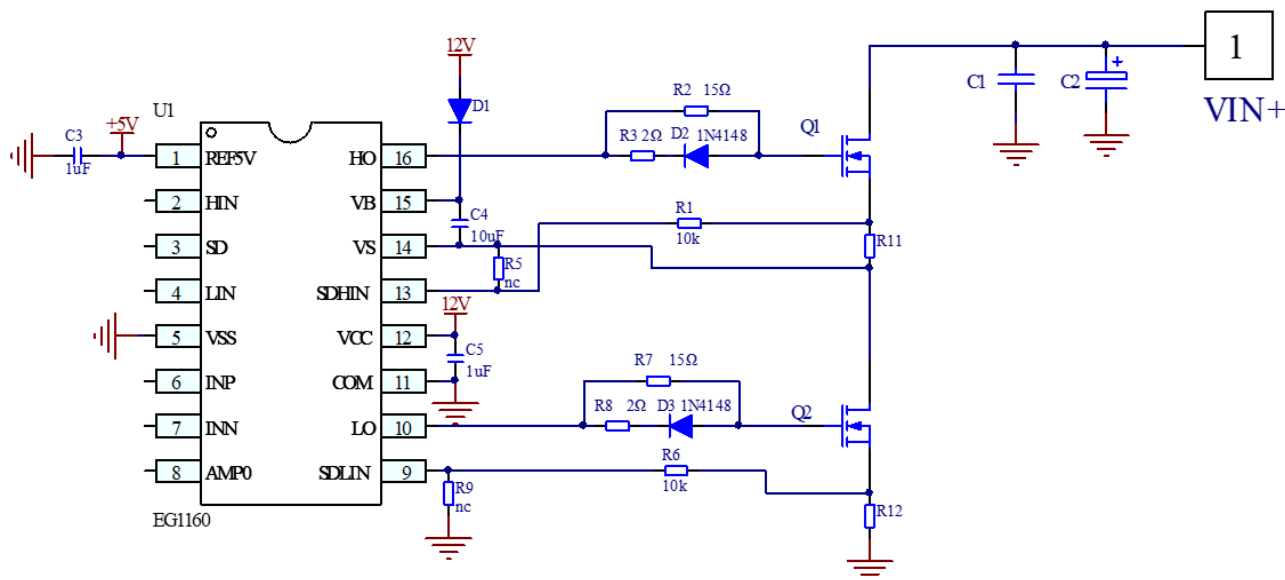 12V
D1
U1
+5V
C3
1uF
1 REF5V HO 16
2 HIN VB 15
3 SD VS 14
4 LIN SDHIN 13
5 VSS VCC 12
6 INP COM 11
7 INN LO 10
8 AMP0 SDLIN 9
EG1160
C4
10uF
R5
nc
12V
C5
1uF
R9
nc
R2 15Ω
R3 2Ω D2 1N4148
Q1
R1
10k
R11
R7 15Ω
R8 2Ω D3 1N4148
Q2
R6
10k
R12
C1
C2
+
1
VIN+